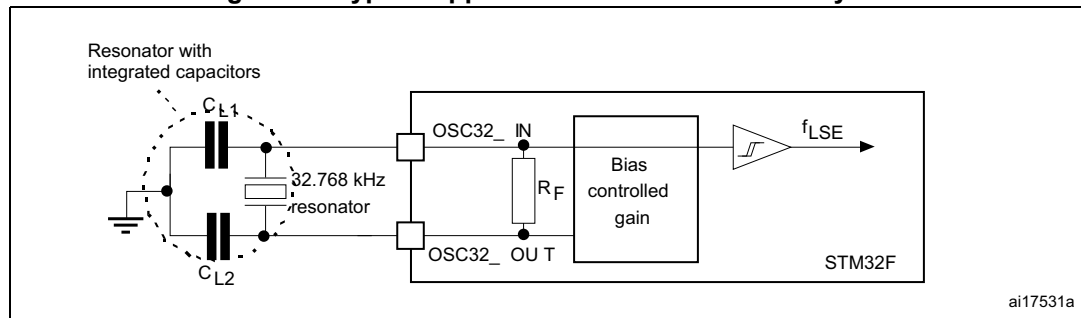 Resonator with
integrated capacitors
CL1
OSC32_ IN
fLSE
32.768 kHz
resonator
RF
Bias
controlled
gain
OSC32_ OU T
STM32F
CL2
ai17531a